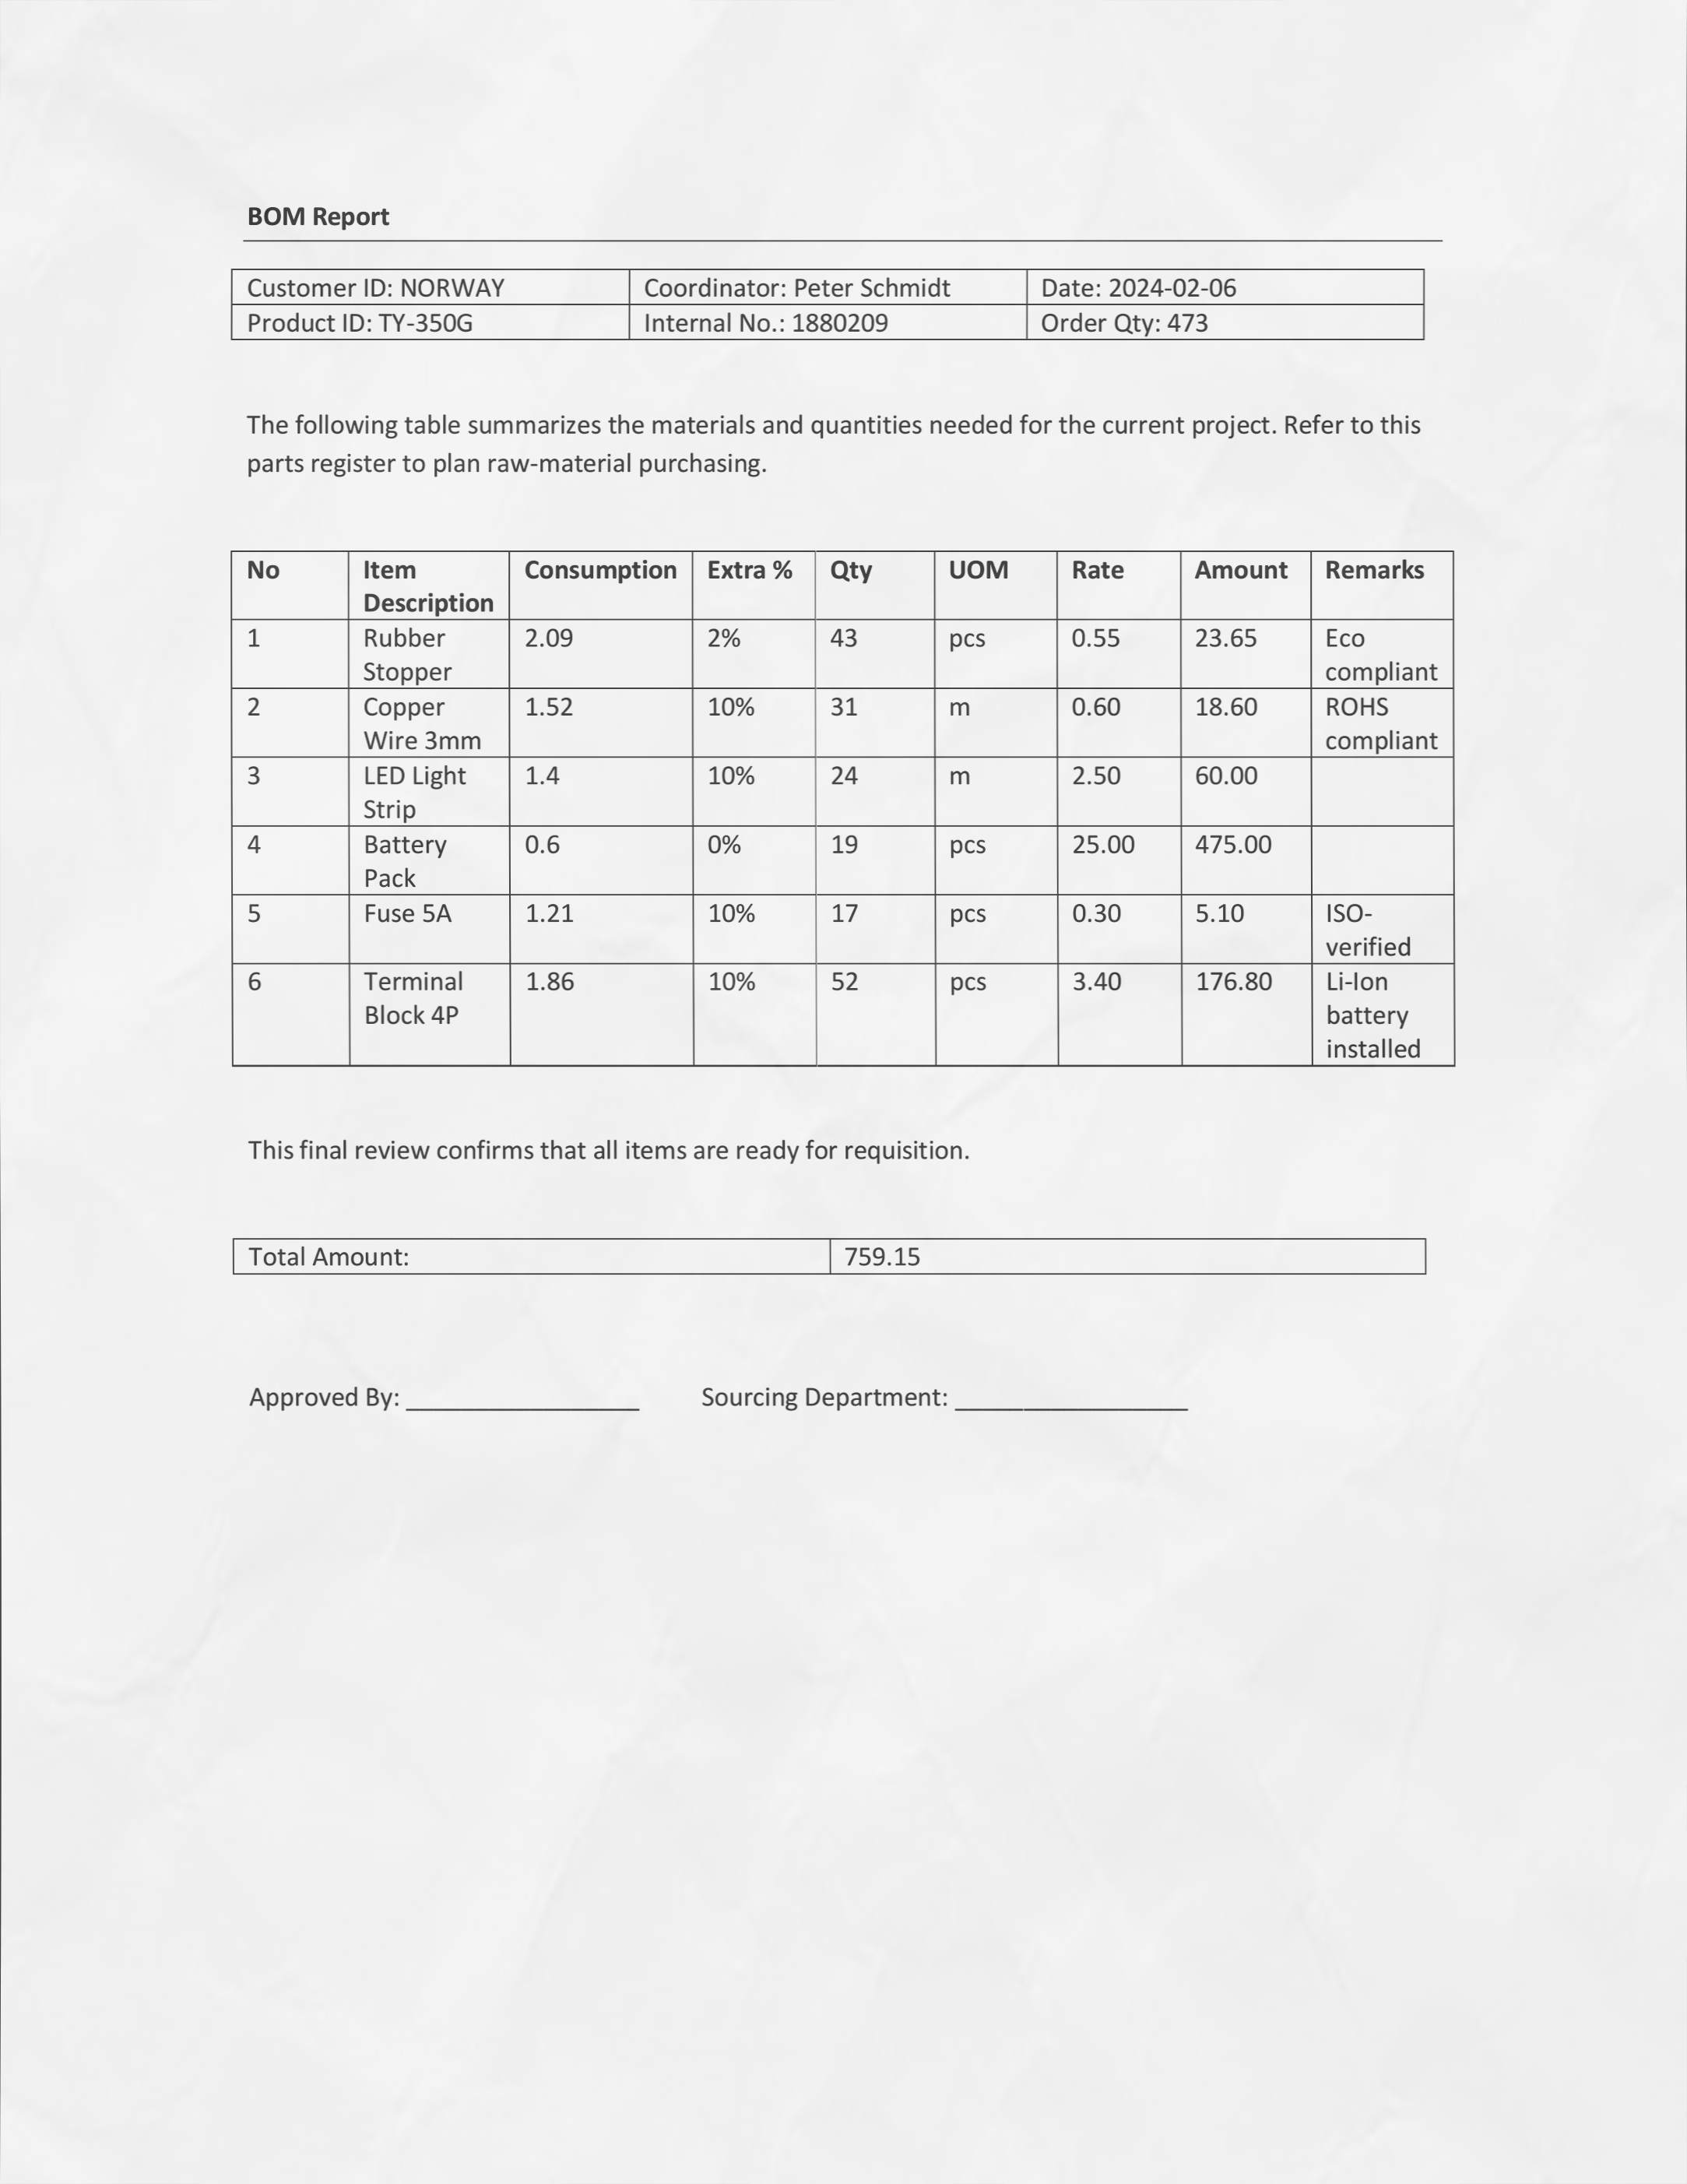 BOM Report
Customer ID: NORWAY Coordinator: Peter Schmidt Date: 2024-02-06
Product ID: TY-350G Internal No.: 1880209 Order Qty: 473
The following table summarizes the materials and quantities needed for the current project. Refer to this
parts register to plan raw-material purchasing.
No Item Description Consumption Extra % Qty UOM Rate Amount Remarks
1 Rubber Stopper 2.09 2% 43 pcs 0.55 23.65 Eco compliant
2 Copper Wire 3mm 1.52 10% 31 m 0.60 18.60 ROHS compliant
3 LED Light Strip 1.4 10% 24 m 2.50 60.00
4 Battery Pack 0.6 0% 19 pcs 25.00 475.00
5 Fuse 5A 1.21 10% 17 pcs 0.30 5.10 ISO-verified
6 Terminal Block 4P 1.86 10% 52 pcs 3.40 176.80 Li-Ion battery installed
This final review confirms that all items are ready for requisition.
Total Amount: 759.15
Approved By: _________________ Sourcing Department: _________________